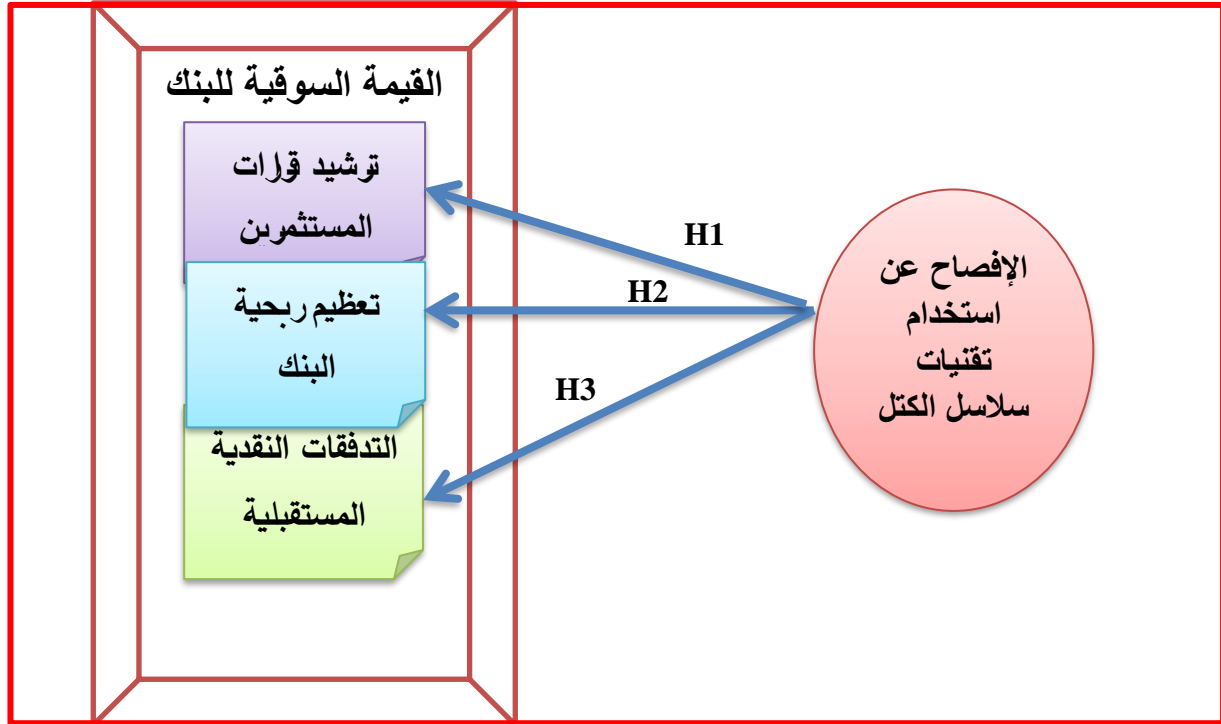 القيمة السوقية للبنك
ترشيد قرارات
المستثمرين
تعظيم ربحية
البنك
التدفقات النقدية
المستقبلية
H1
H2
H3
الإفصاح عن
استخدام
تقنيات
سلاسل الكتل